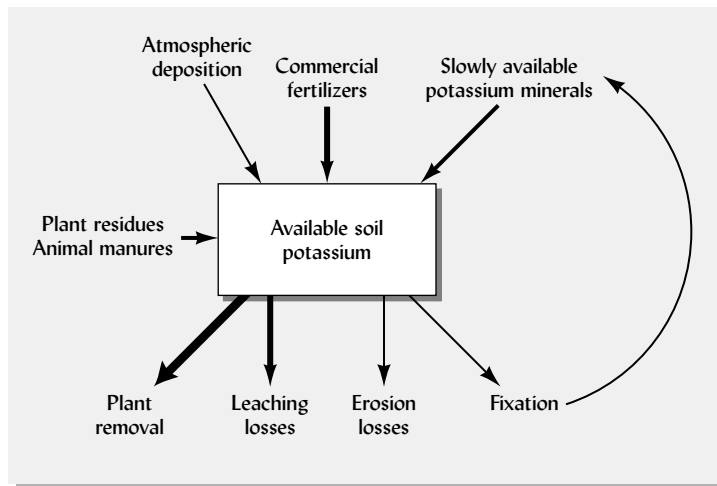 Atmospheric
deposition
Commercial
fertilizers
Slowly available
potassium minerals
Plant residues
Animal manures
Available soil
potassium
Plant
removal
Leaching
losses
Erosion
losses
Fixation